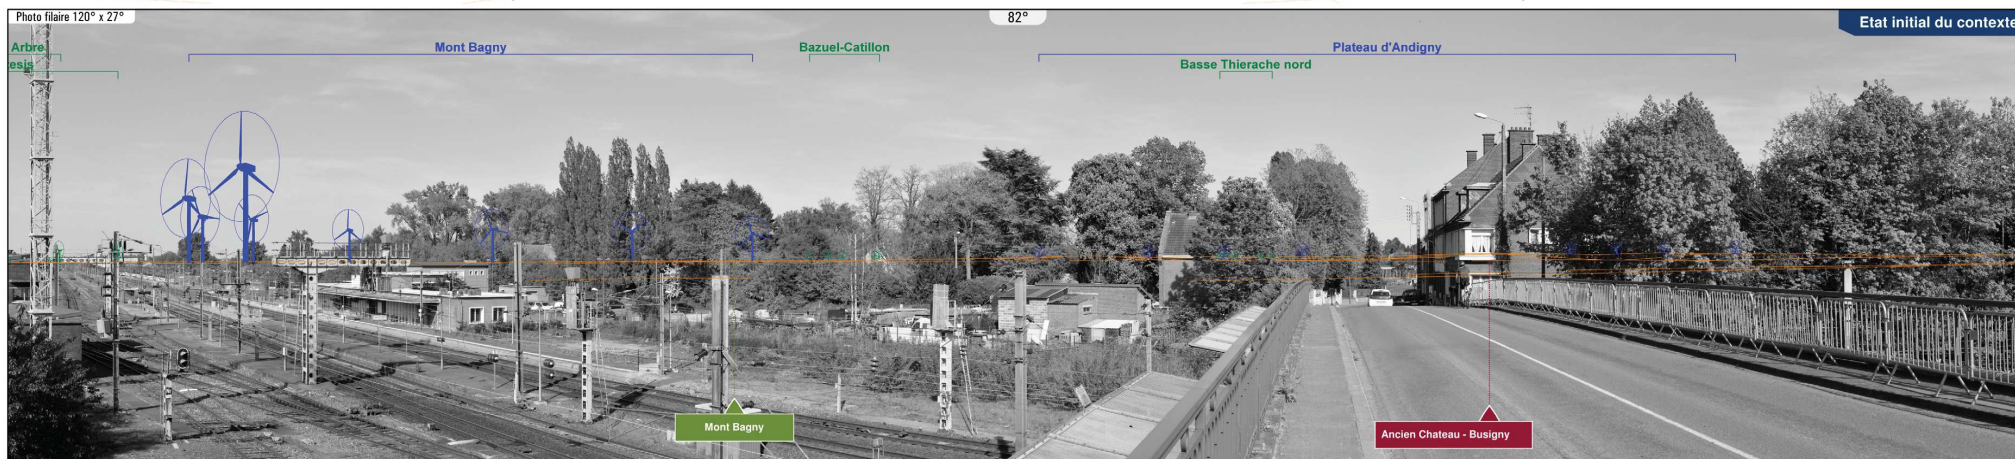 Photo filaire 120° x 27°
82°
Etat initial du contexte
Arbre
Mont Bagny
Bazuel-Catillon
Plateau d'Andigny
tesis
Basse Thierache nord
Mont Bagny
Ancien Chateau - Busigny